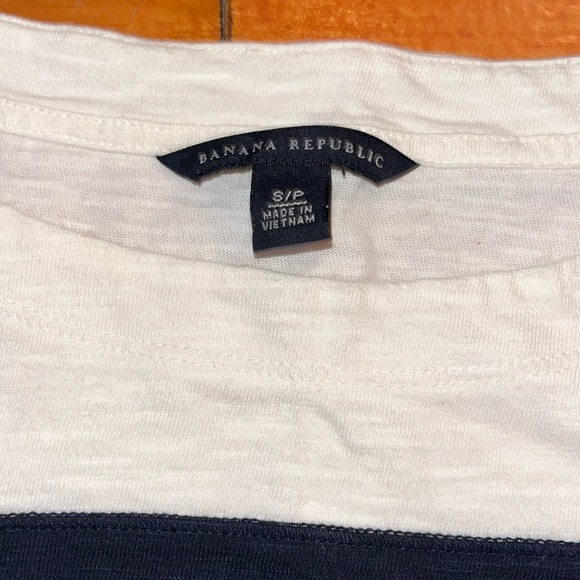 BANANA REPUBLIC
S/P
MADE IN
VIETNAM